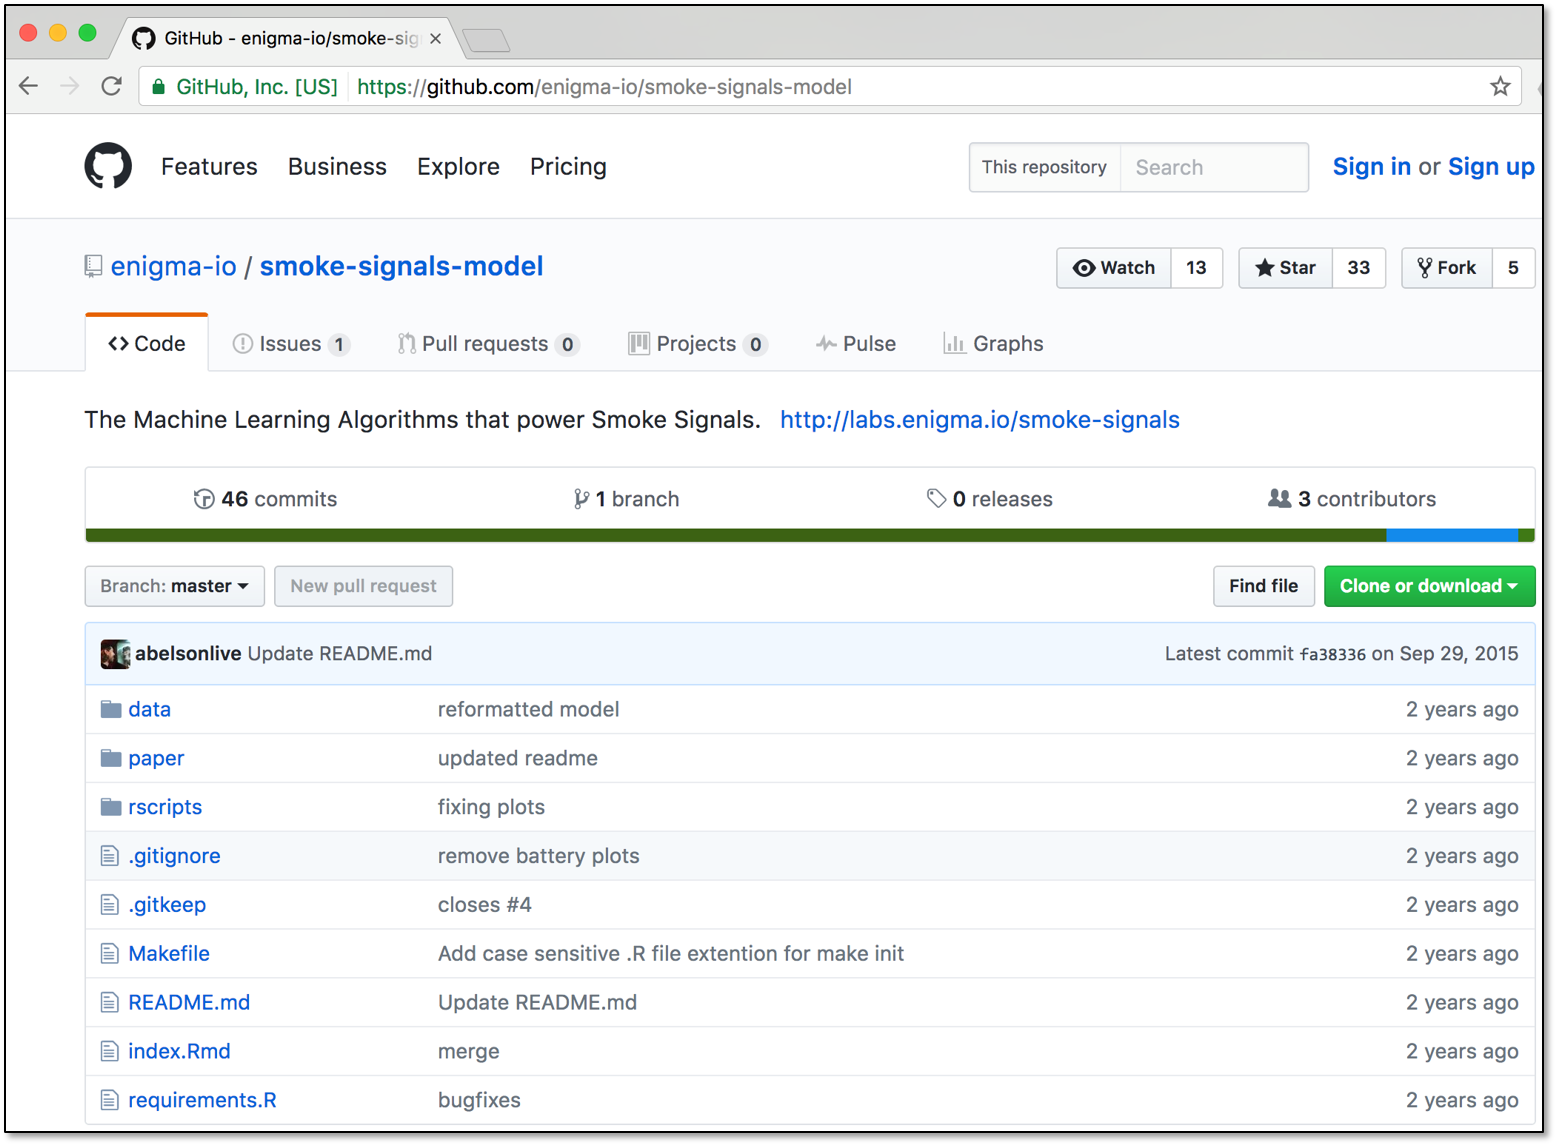 GitHub - enigma-io/smoke-sig
GitHub, Inc. [US] https://github.com/enigma-io/smoke-signals-model
Features Business Explore Pricing This repository Search Sign in or Sign up
enigma-io / smoke-signals-model Watch 13 Star 33 Fork 5
Code Issues 1 Pull requests 0 Projects 0 Pulse Graphs
The Machine Learning Algorithms that power Smoke Signals. http://labs.enigma.io/smoke-signals
46 commits 1 branch 0 releases 3 contributors
Branch: master New pull request Find file Clone or download
abelsonlive Update README.md Latest commit fa38336 on Sep 29, 2015
data reformatted model 2 years ago
paper updated readme 2 years ago
rscripts fixing plots 2 years ago
.gitignore remove battery plots 2 years ago
.gitkeep closes #4 2 years ago
Makefile Add case sensitive .R file extention for make init 2 years ago
README.md Update README.md 2 years ago
index.Rmd merge 2 years ago
requirements.R bugfixes 2 years ago